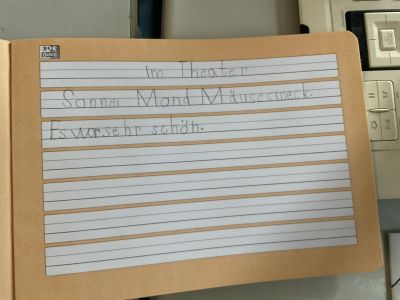 Im Theater
Sonne Mond Mäusespeck.
Es war sehr schön.